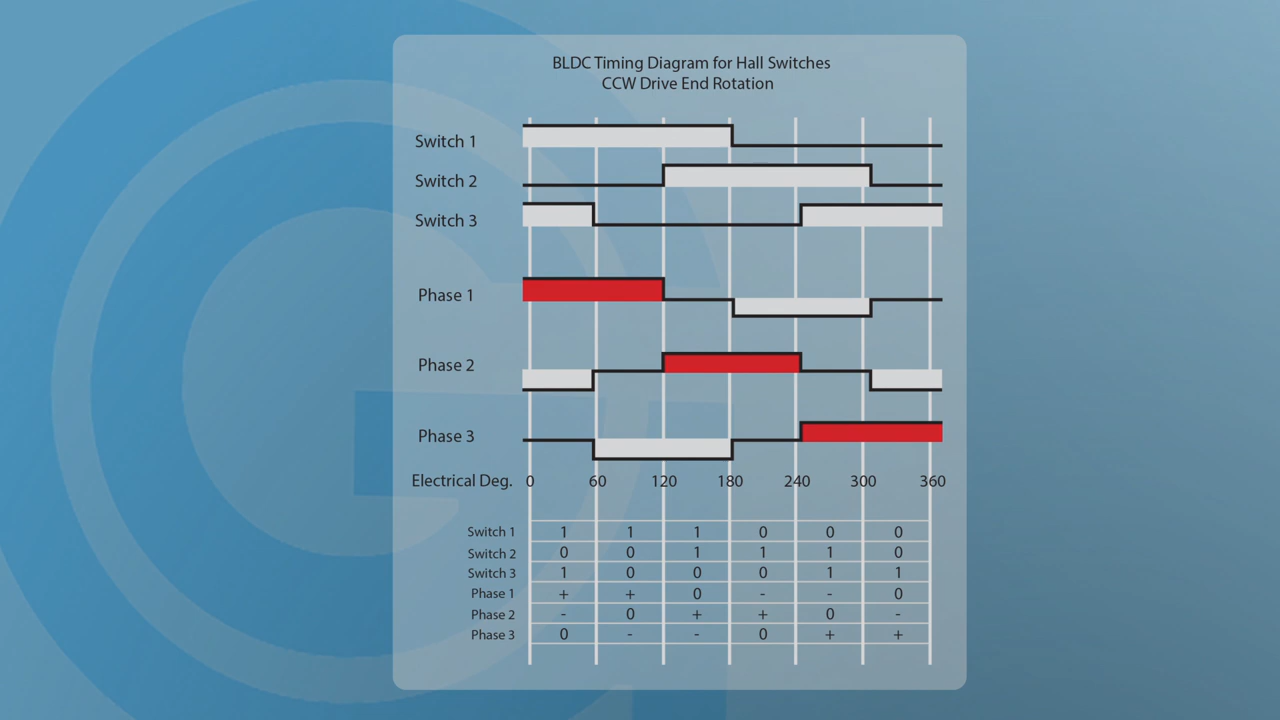 BLDC Timing Diagram for Hall Switches
CCW Drive End Rotation
Switch 1
Switch 2
Switch 3
Phase 1
Phase 2
Phase 3
Electrical Deg. 0 60 120 180 240 300 360
Switch 1 1 1 1 0 0 0
Switch 2 0 0 1 1 1 0
Switch 3 1 0 0 0 1 1
Phase 1 + + 0 - - 0
Phase 2 - 0 + + 0 -
Phase 3 0 - - 0 + +